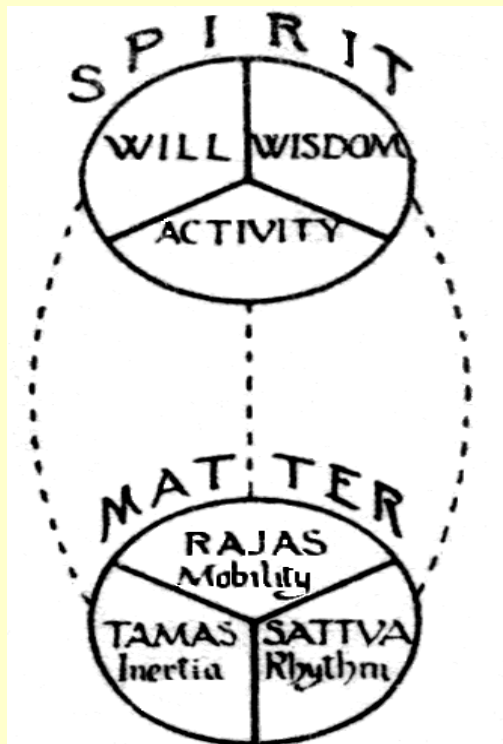 SPIRIT
WILL WISDOM
ACTIVITY
MATTER
RAJAS
Mobility
TAMAS SATTVA
Inertia Rhythm